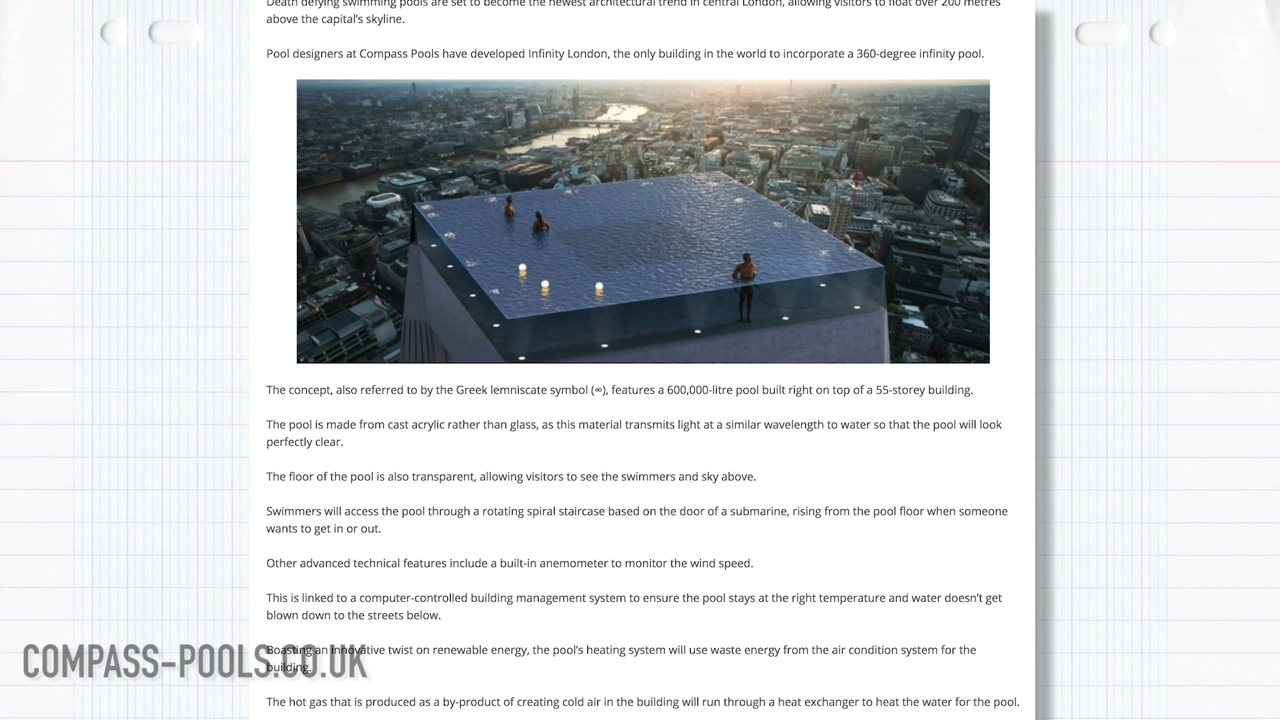 Death defying swimming pools are set to become the newest architectural trend in central London, allowing visitors to float over 200 metres
above the capital's skyline.
Pool designers at Compass Pools have developed Infinity London, the only building in the world to incorporate a 360-degree infinity pool.
The concept, also referred to by the Greek lemniscate symbol (∞), features a 600,000-litre pool built right on top of a 55-storey building.
The pool is made from cast acrylic rather than glass, as this material transmits light at a similar wavelength to water so that the pool will look
perfectly clear.
The floor of the pool is also transparent, allowing visitors to see the swimmers and sky above.
Swimmers will access the pool through a rotating spiral staircase based on the door of a submarine, rising from the pool floor when someone
wants to get in or out.
Other advanced technical features include a built-in anemometer to monitor the wind speed.
This is linked to a computer-controlled building management system to ensure the pool stays at the right temperature and water doesn't get
blown down to the streets below.
Boasting an innovative twist on renewable energy, the pool's heating system will use waste energy from the air condition system for the
building.
COMPASS-POOLS.CO.UK
The hot gas that is produced as a by-product of creating cold air in the building will run through a heat exchanger to heat the water for the pool.